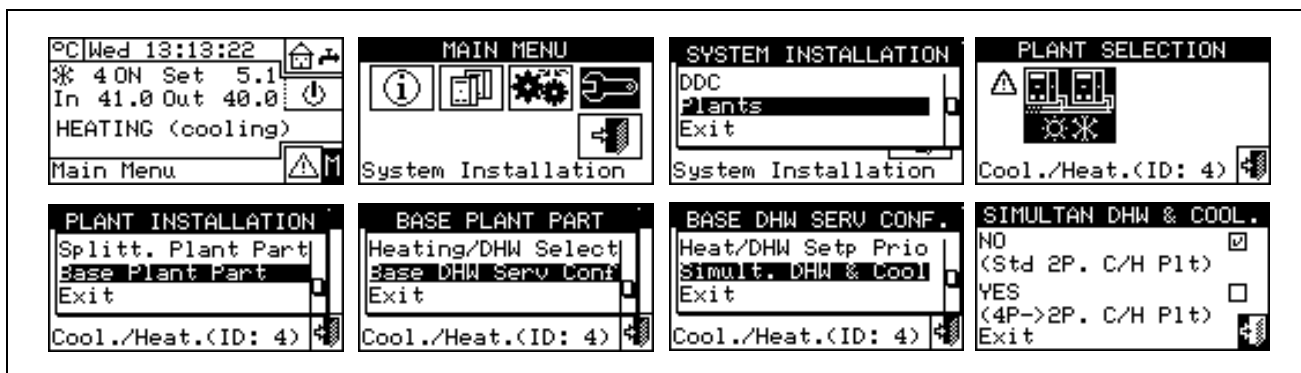 ºC Wed 13:13:22
4 ON Set 5.1
In 41.0 Out 40.0
HEATING (cooling)
Main Menu M
MAIN MENU
System Installation
SYSTEM INSTALLATION
DDC
Plants
Exit
System Installation
PLANT SELECTION
Cool./Heat.(ID: 4)
PLANT INSTALLATION
Splitt. Plant Part
Base Plant Part
Exit
Cool./Heat.(ID: 4)
BASE PLANT PART
Heating/DHW Select
Base DHW Serv Conf
Exit
Cool./Heat.(ID: 4)
BASE DHW SERV CONF.
Heat/DHW Setp Prio
Simult. DHW & Cool
Exit
Cool./Heat.(ID: 4)
SIMULTAN DHW & COOL.
NO
(Std 2P. C/H Plt)
YES
(4P->2P. C/H Plt)
Exit